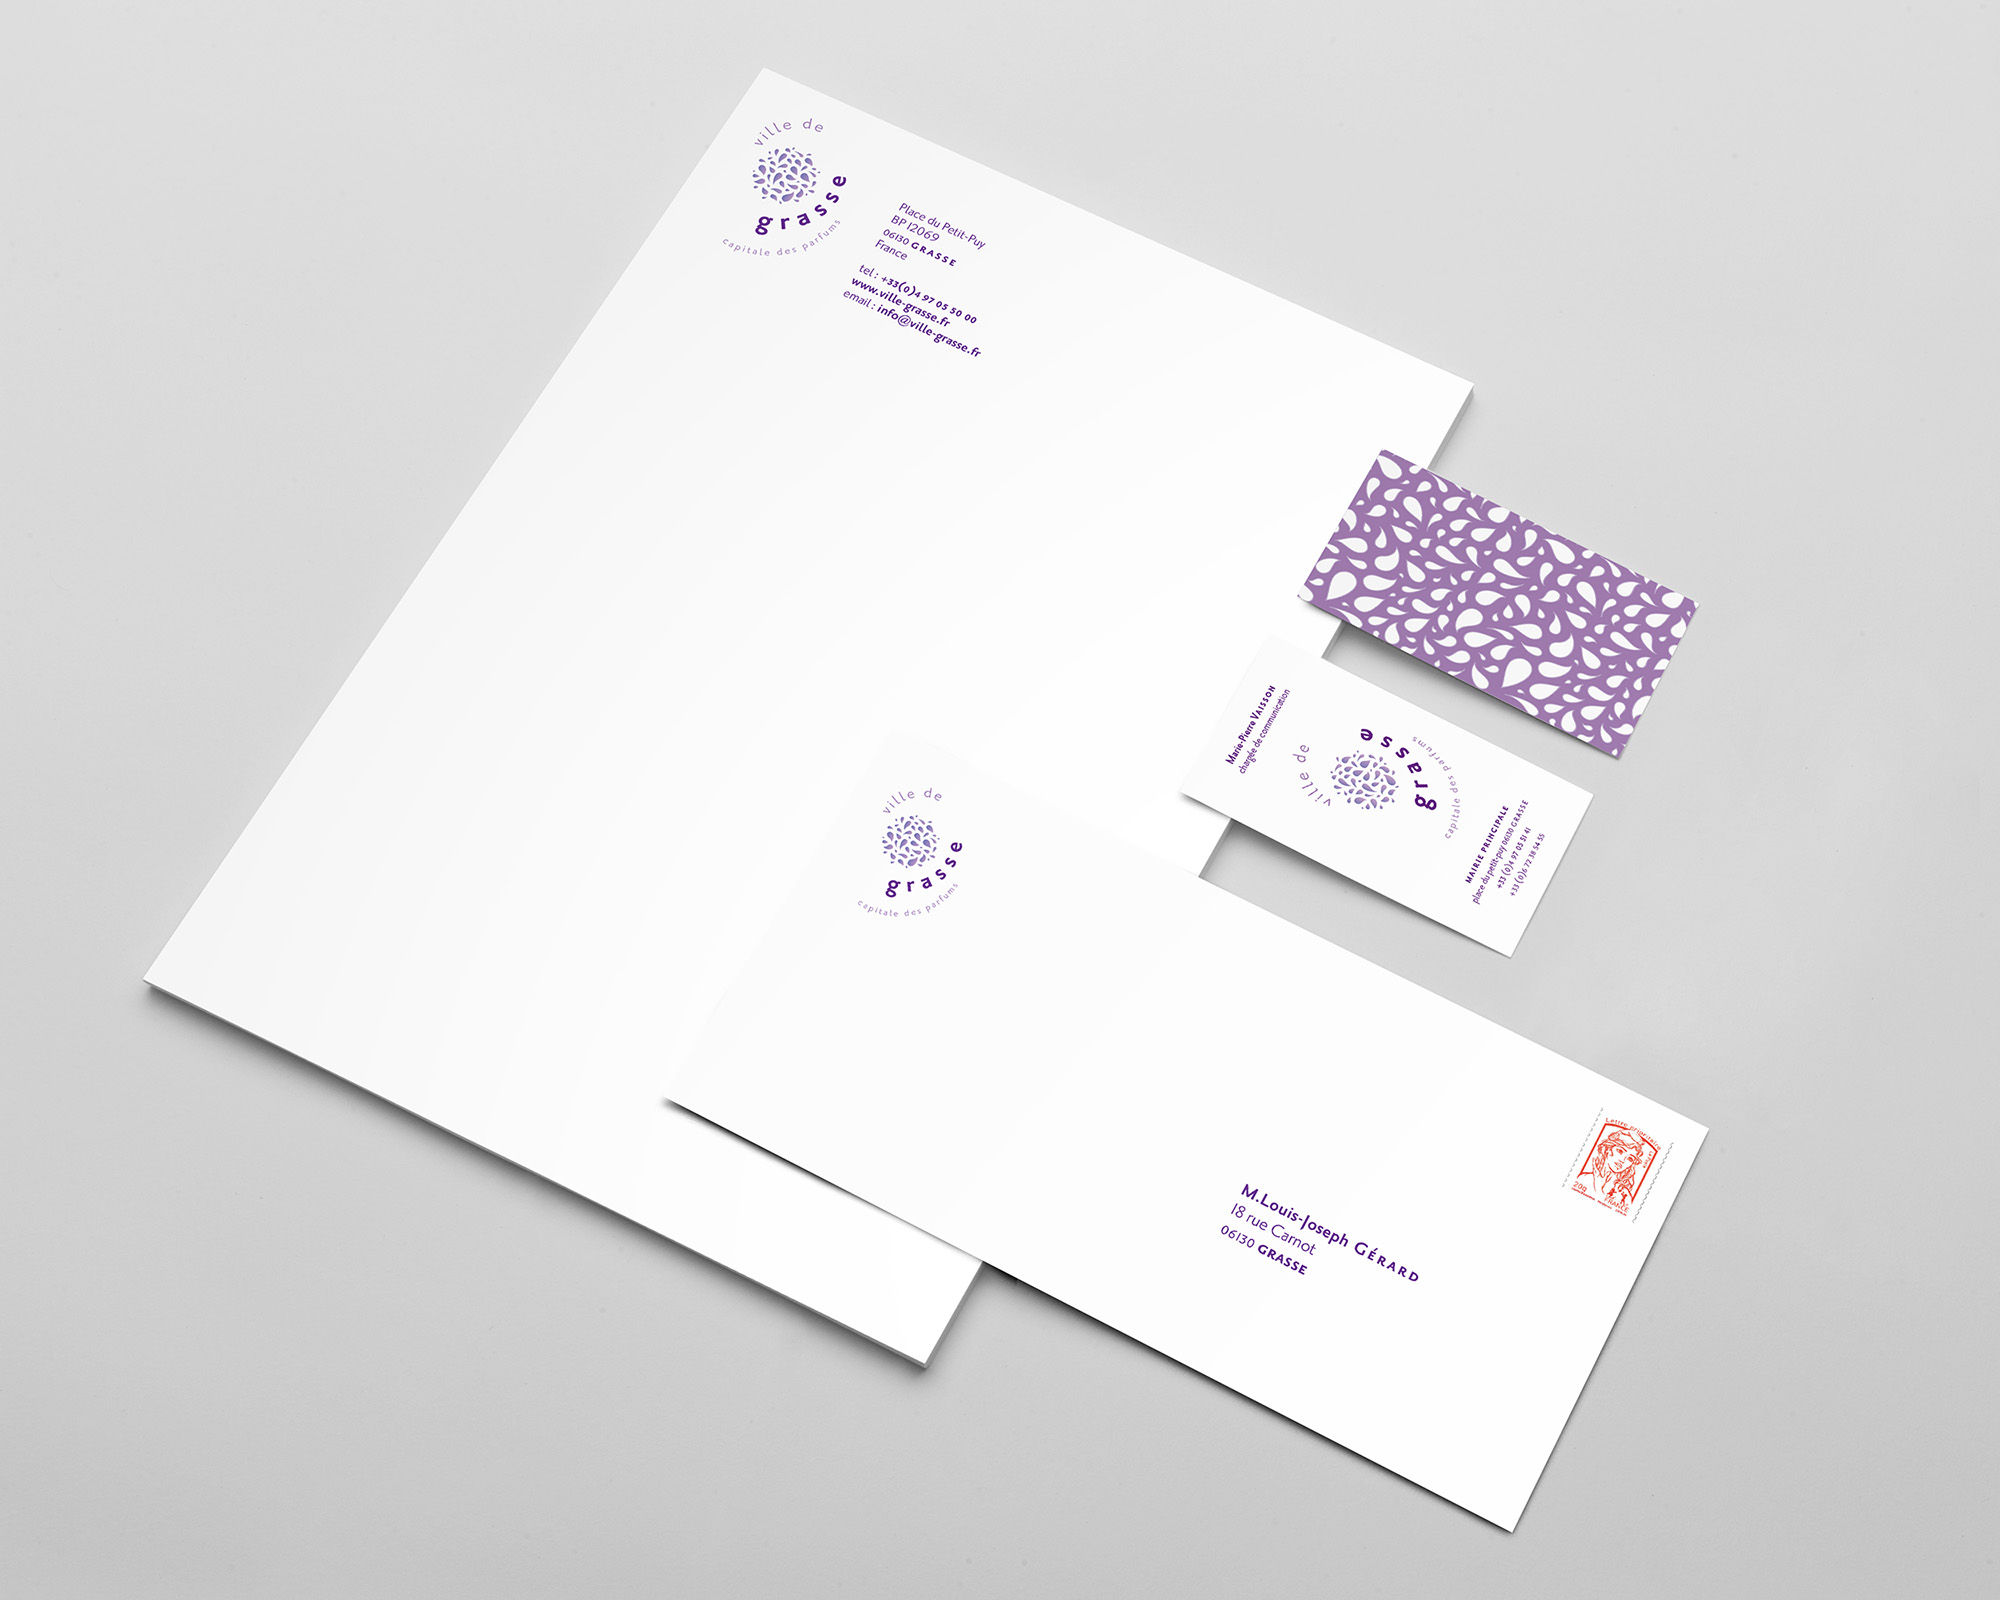 ville de
grasse
capitale des parfums
Place du Petit-Puy
BP 12069
06130 GRASSE
France
tel : +33(0)4 97 05 50 00
www.ville-grasse.fr
email : info@ville-grasse.fr
Marie-Pierre VAISSON
chargée de communication
ville de
grasse
capitale des parfums
MAIRIE PRINCIPALE
place du petit-puy 06130 GRASSE
+33 (0)4 97 05 51 41
+33 (0)6 72 38 54 55
ville de
grasse
capitale des parfums
Lettre prioritaire
20g
FRANCE
M.Louis-Joseph GÉRARD
18 rue Carnot
06130 GRASSE